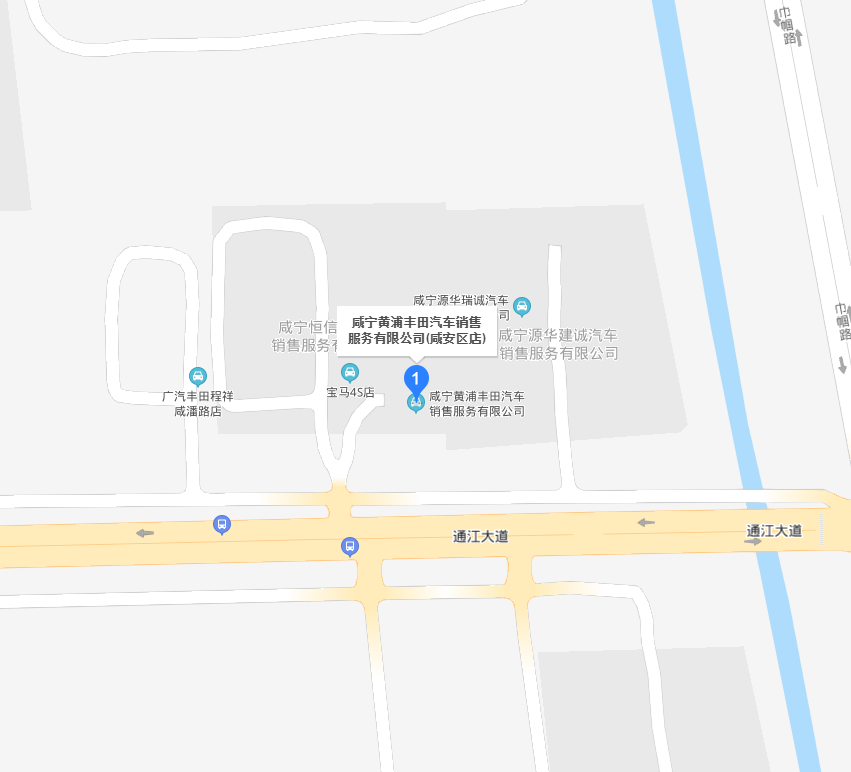 巾帼路
咸宁源华瑞诚汽车
司
咸宁恒信
销售服务有
咸宁黄浦丰田汽车销售
服务有限公司(咸安区店)
咸宁源华建诚汽车
销售服务有限公司
巾帼路
1
宝马4S店
广汽丰田程祥
咸潘路店
咸宁黄浦丰田汽车
销售服务有限公司
通江大道
通江大道